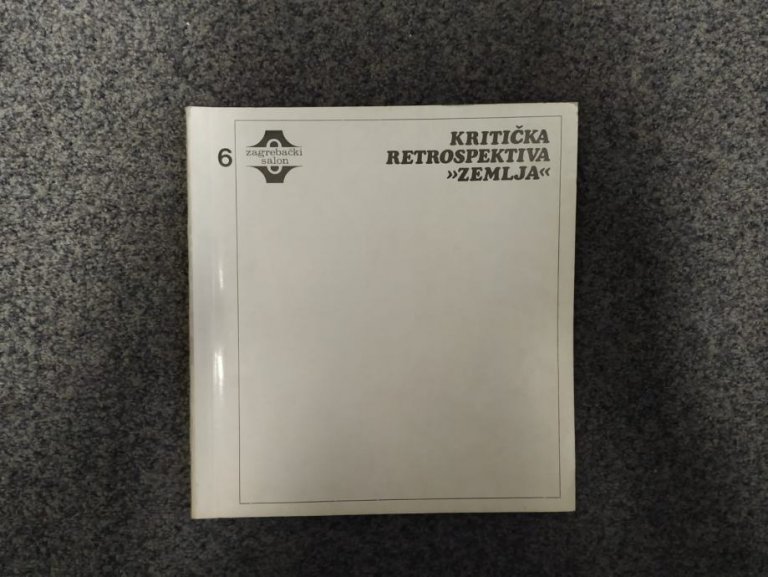 6
zagrebački
salon
KRITIČKA
RETROSPEKTIVA
»ZEMLJA«